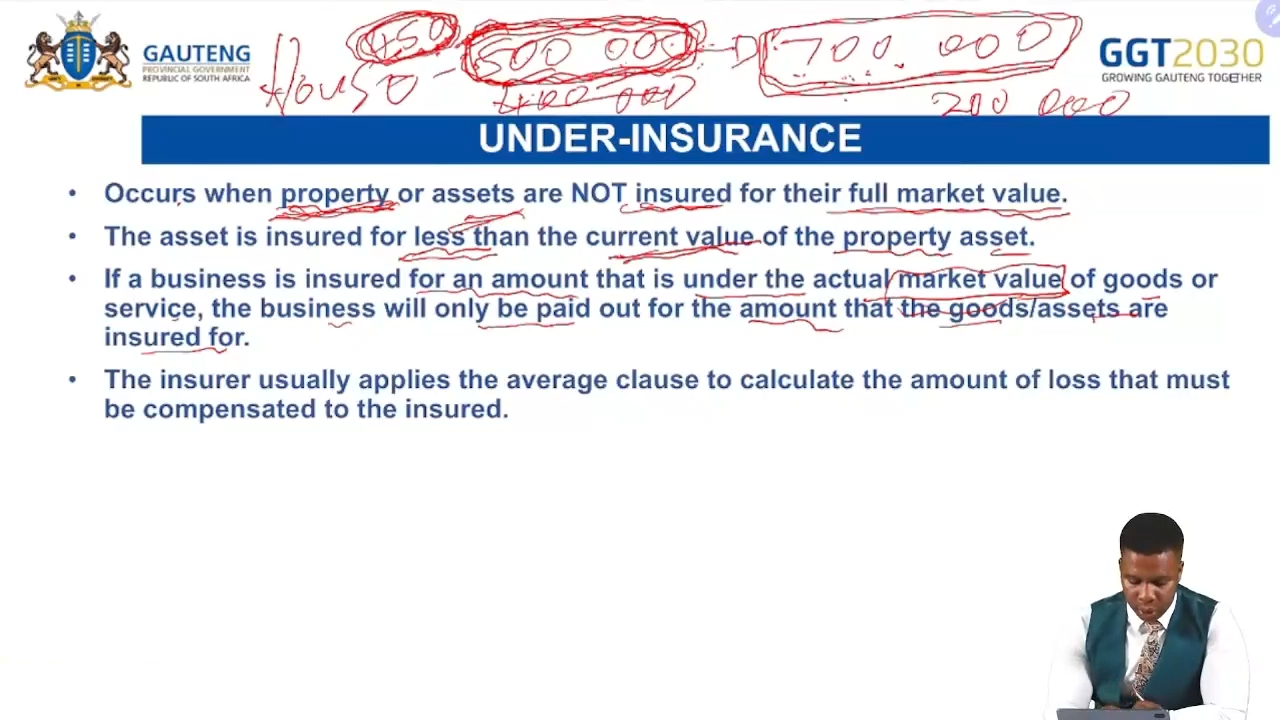 GAUTENG
PROVINCIAL GOVERNMENT
REPUBLIC OF SOUTH AFRICA
House 450 500 000 700 000
400 000 200 000
GGT2030
GROWING GAUTENG TOGETHER
UNDER-INSURANCE
• Occurs when property or assets are NOT insured for their full market value.
• The asset is insured for less than the current value of the property asset.
• If a business is insured for an amount that is under the actual market value of goods or
service, the business will only be paid out for the amount that the goods/assets are
insured for.
• The insurer usually applies the average clause to calculate the amount of loss that must
be compensated to the insured.